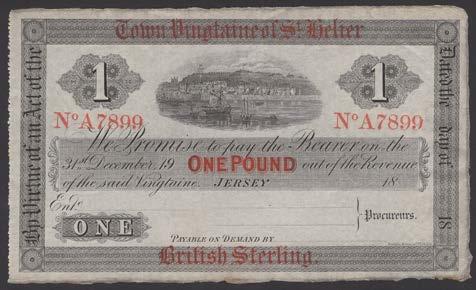 Town Vingtaine of St. Helier
By Virtue of an Act of the
Dated the day of 18
1 1
No A7899 No A7899
We Promise to pay the Bearer on the
31st December, 19 ONE POUND out of the Revenue
of the said Vingtaine. JERSEY 18
Entd.
Procureurs.
ONE
PAYABLE ON DEMAND BY
British Sterling.